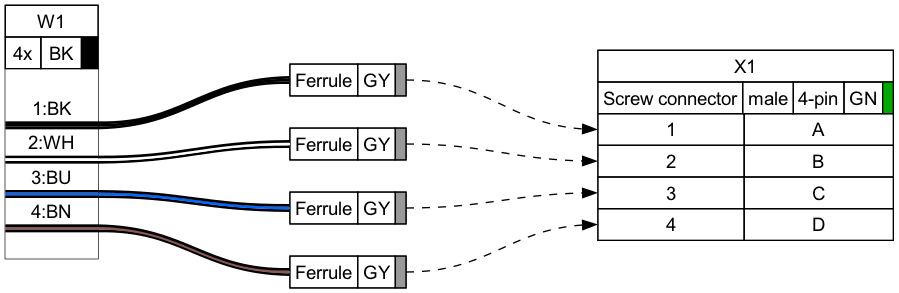 W1
4x BK
1:BK
2:WH
3:BU
4:BN
Ferrule GY
Ferrule GY
Ferrule GY
Ferrule GY
X1
Screw connector male 4-pin GN
1 A
2 B
3 C
4 D